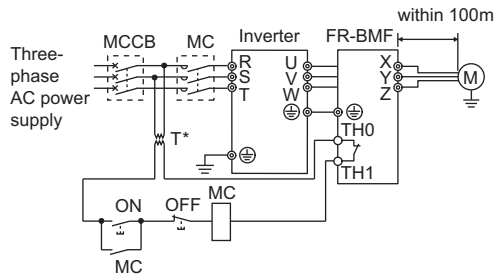 within 100m
MCCB MC Inverter FR-BMF
Three-
phase
AC power
supply
R U X
S V Y M
T W Z
T* TH0
TH1
MC
ON OFF
MC